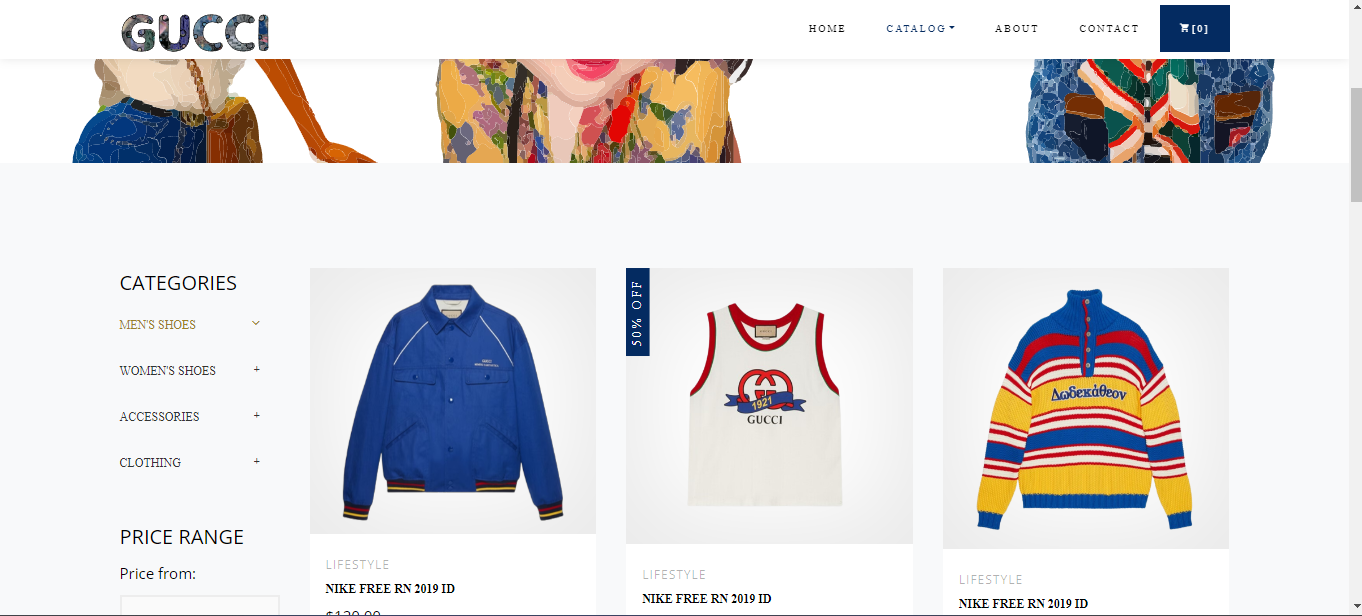 GUCCI
HOME
CATALOG
ABOUT
CONTACT
[0]
CATEGORIES
MEN'S SHOES
WOMEN'S SHOES
+
ACCESSORIES
+
CLOTHING
+
PRICE RANGE
Price from:
GUCCI
LIFESTYLE
NIKE FREE RN 2019 ID
50% OFF
1921
GUCCI
LIFESTYLE
NIKE FREE RN 2019 ID
Δωδεκάθεον
LIFESTYLE
NIKE FREE RN 2019 ID